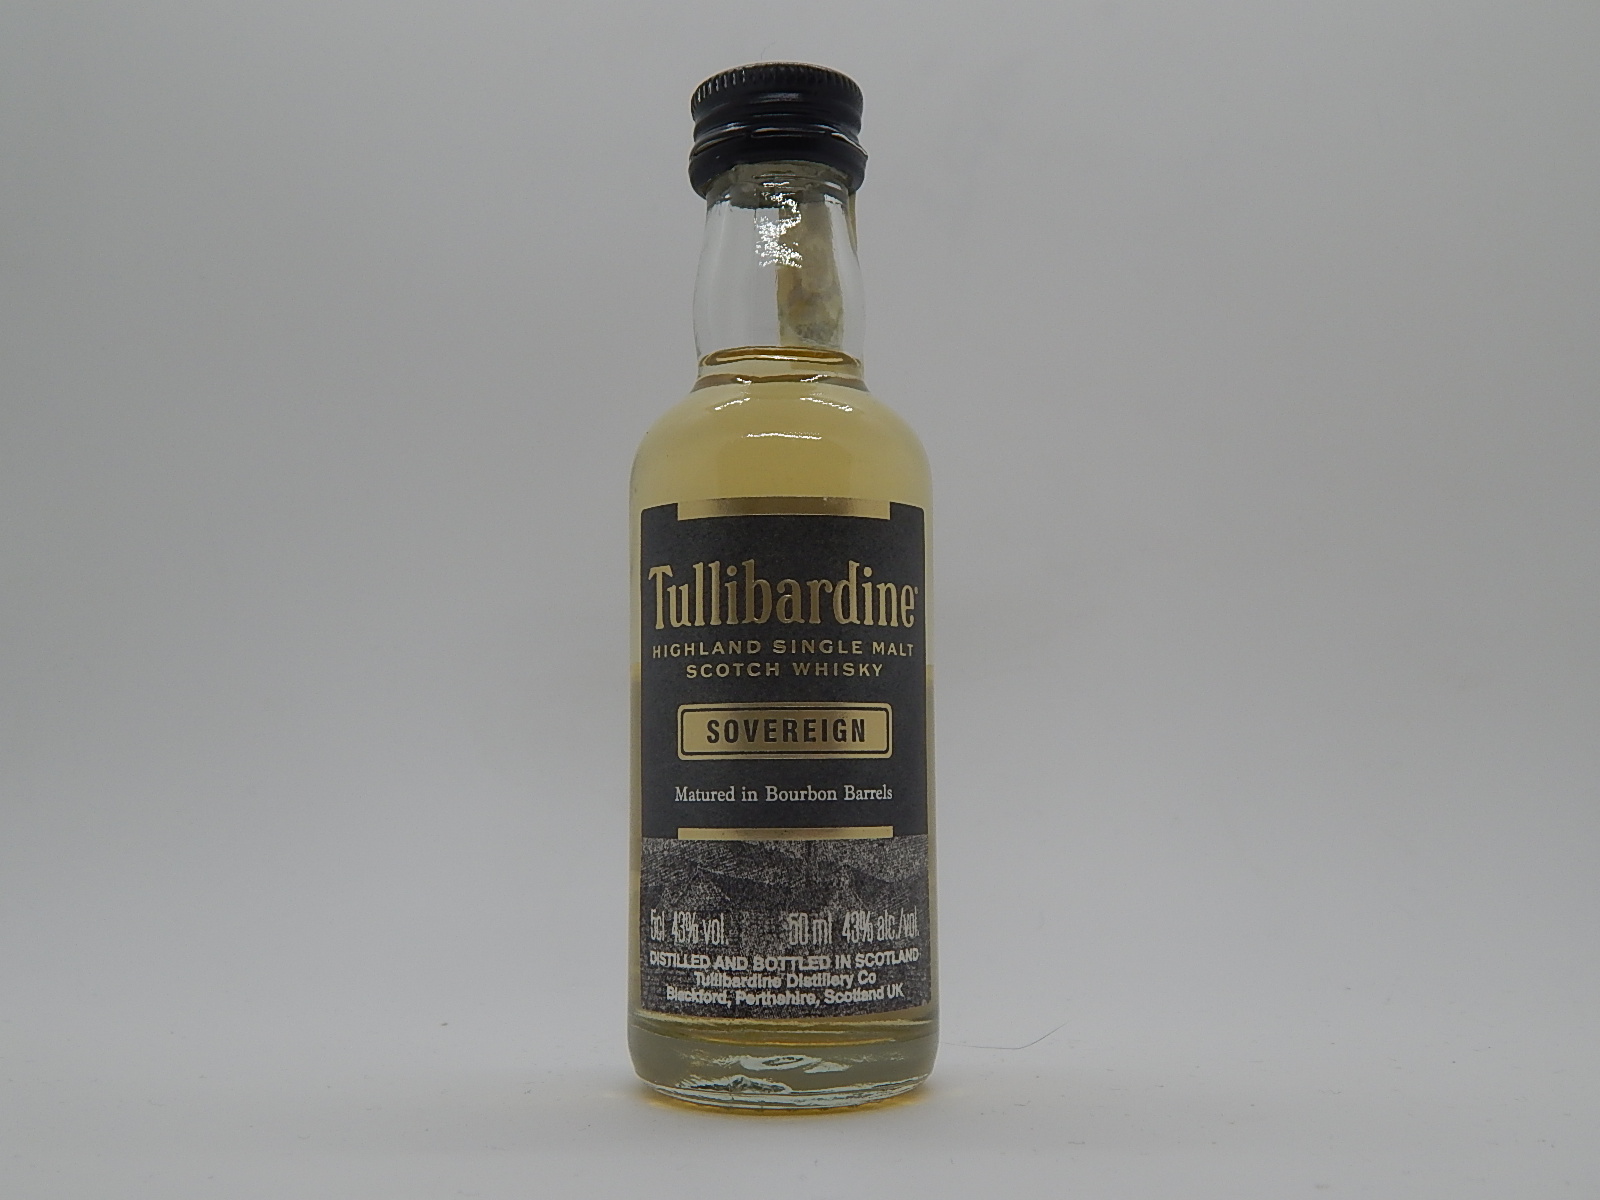 Tullibardine
HIGHLAND SINGLE MALT
SCOTCH WHISKY
SOVEREIGN
Matured in Bourbon Barrels
5cl 43% vol. 50 ml 43% alc./vol.
DISTILLED AND BOTTLED IN SCOTLAND
Tullibardine Distillery Co
Blackford, Perthshire, Scotland UK